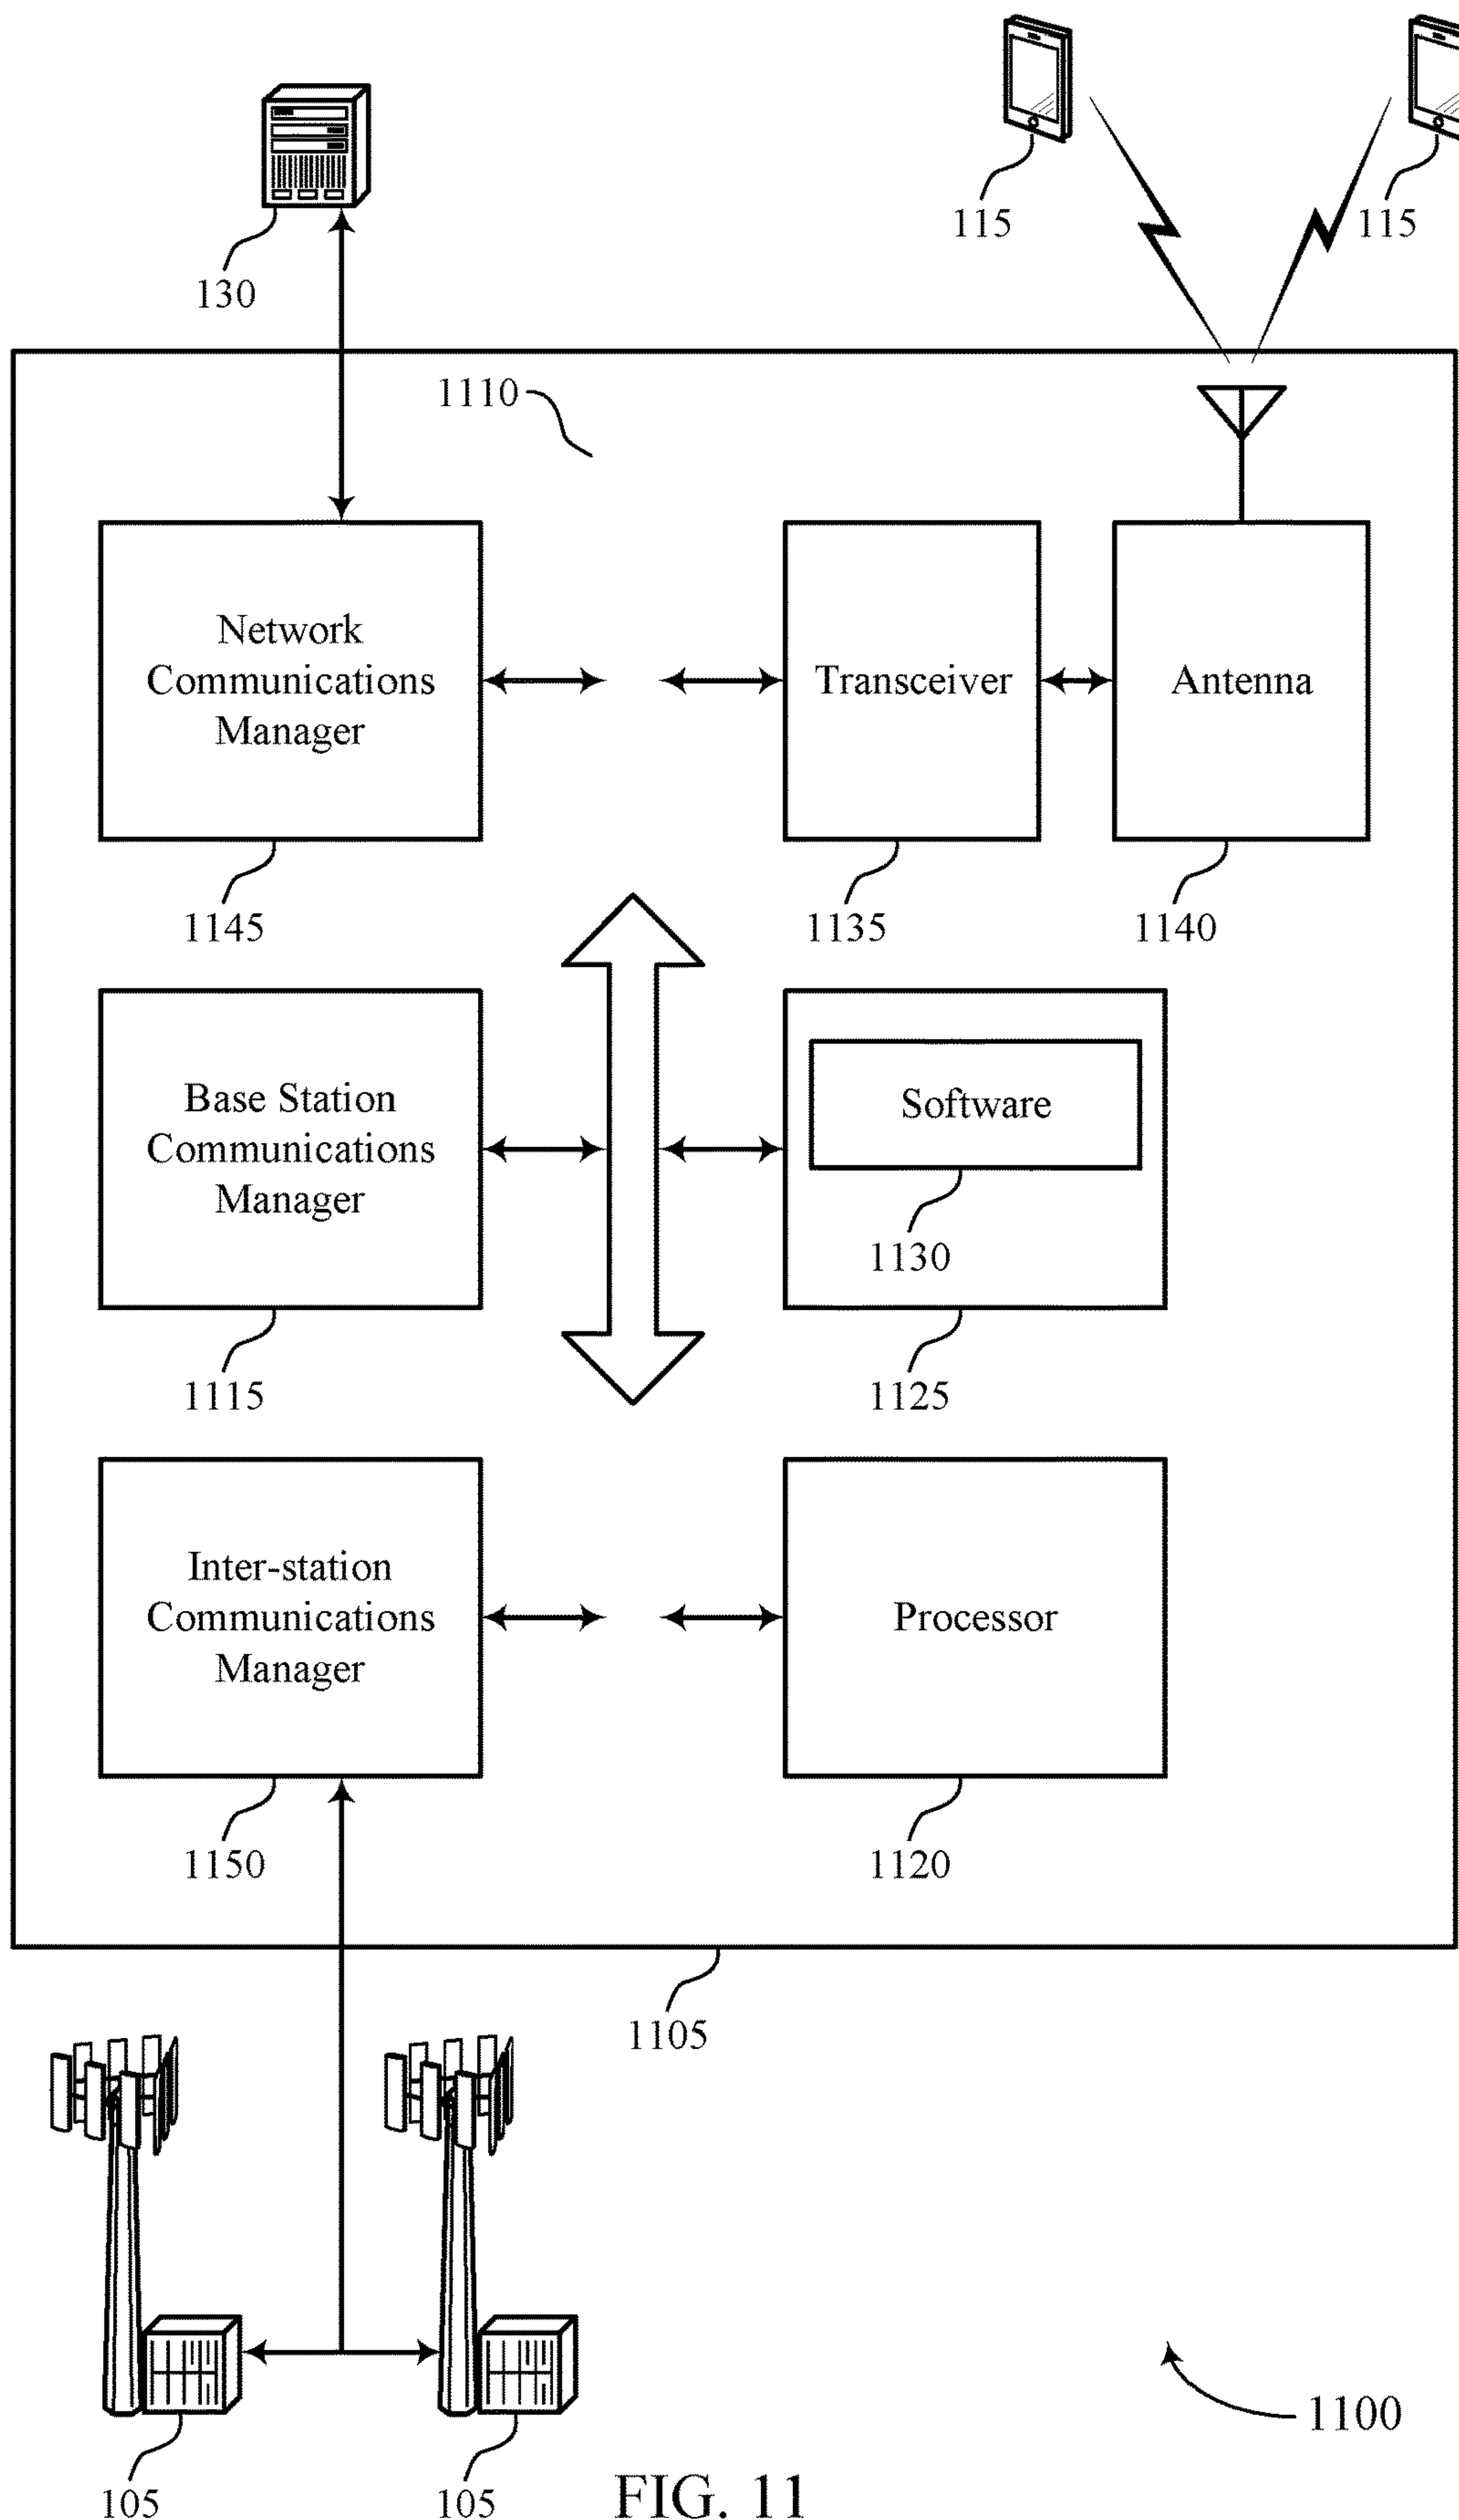 115
115
130
1110
Network
Communications
Manager
Transceiver
Antenna
1145
1135
1140
Base Station
Communications
Manager
Software
1130
1115
1125
Inter-station
Communications
Manager
Processor
1150
1120
1105
1100
105
105
FIG. 11